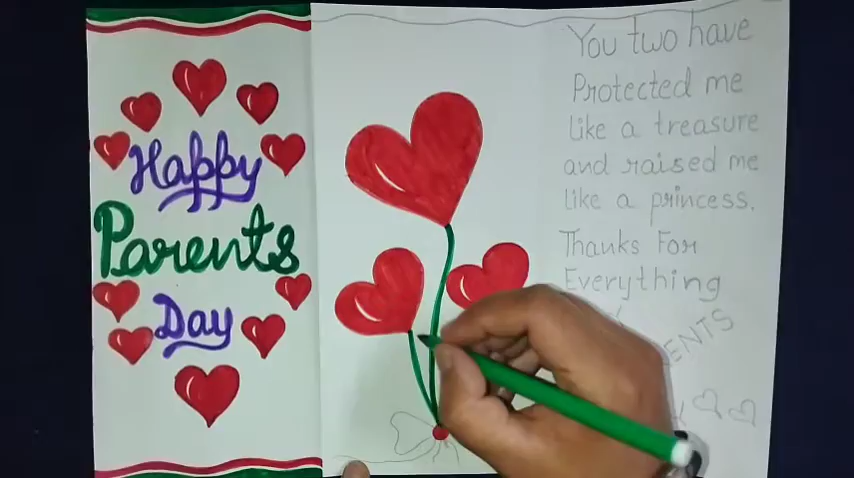 Happy
Parents
Day
You two have
Protected me
like a treasure
and raised me
like a princess.
Thanks For
Everything